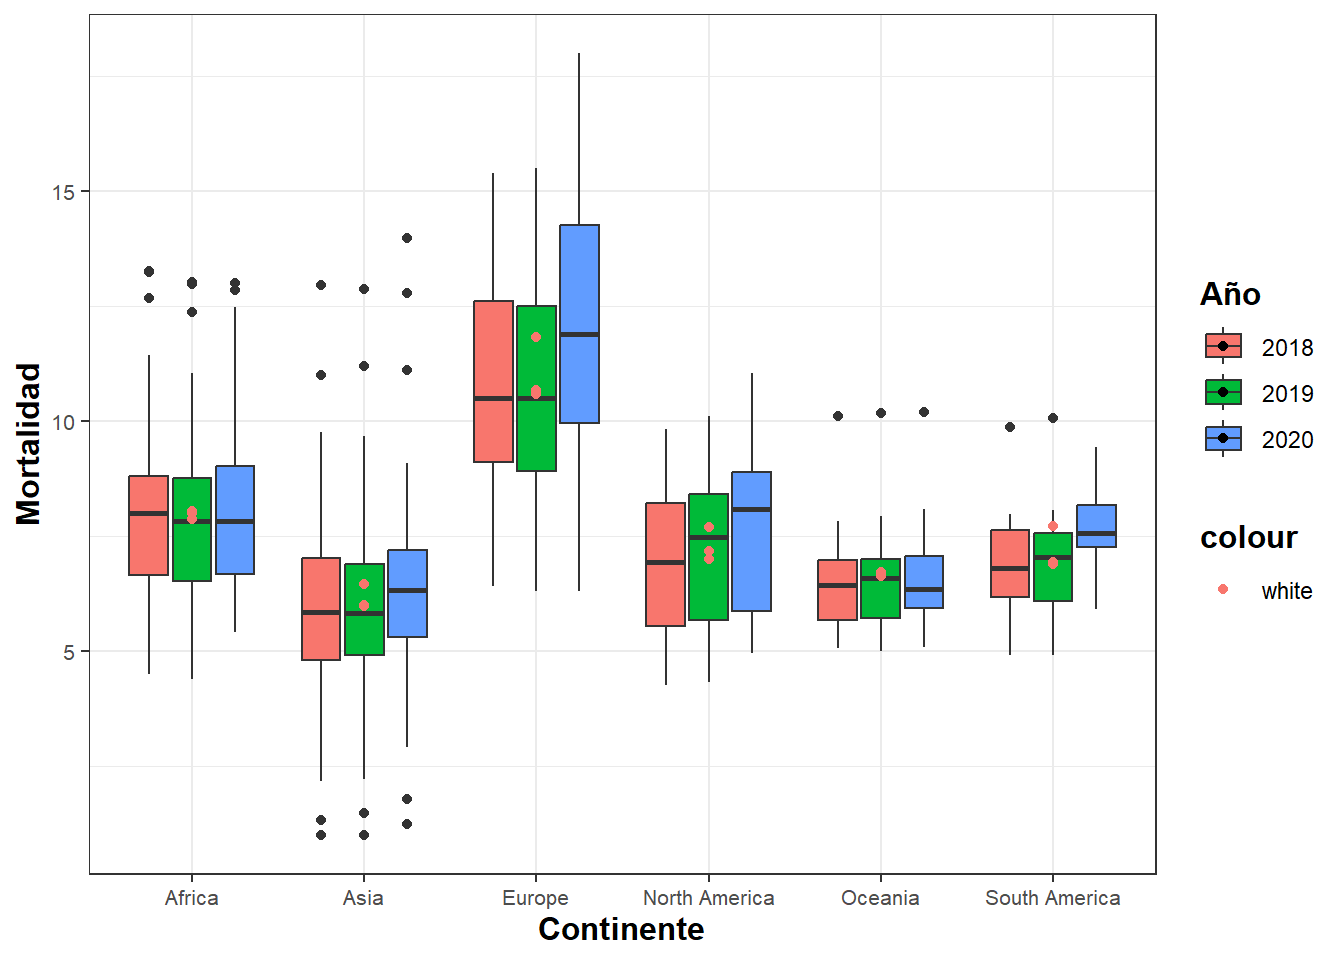 Mortalidad
15
10
5
Africa
Asia
Europe
North America
Oceania
South America
Continente
Año
2018
2019
2020
colour
white